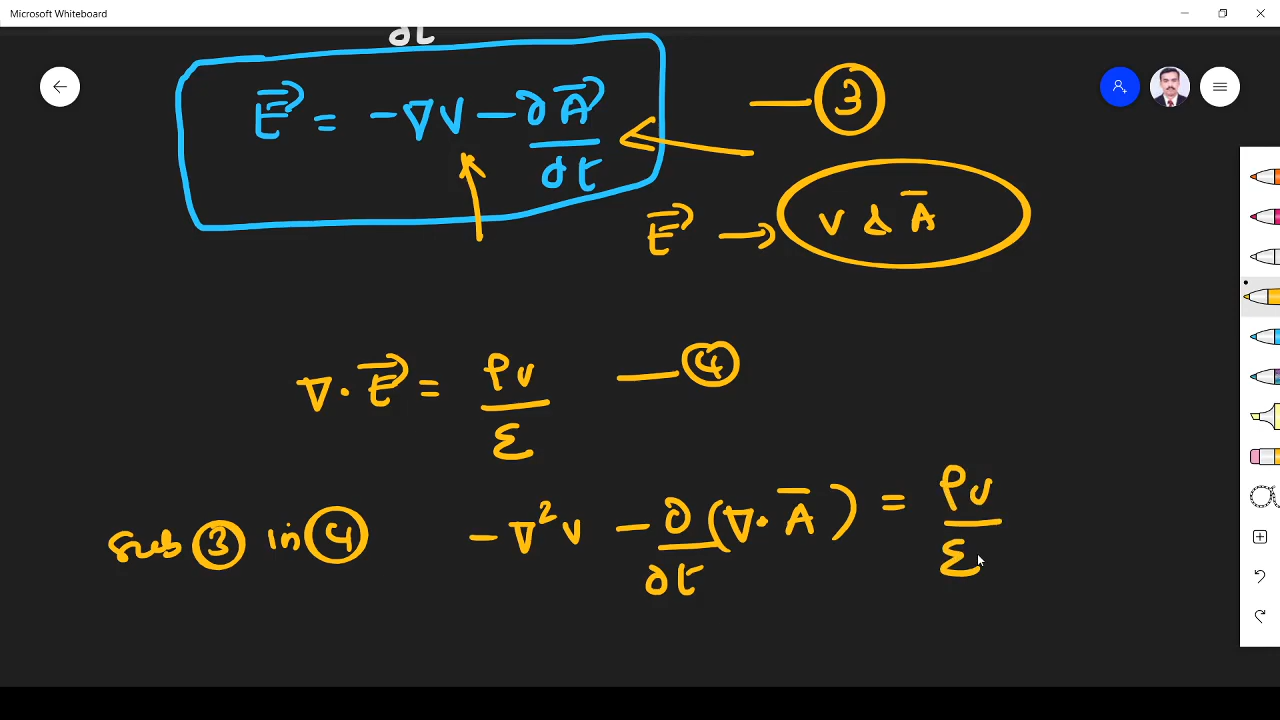 Microsoft Whiteboard
∂t
E⃗ = -∇V - ∂A⃗/∂t — ③
E⃗ → V & A̅
∇·E⃗ = ρv/ε — ④
sub ③ in ④ -∇²V - ∂/∂t (∇·A̅) = ρv/ε